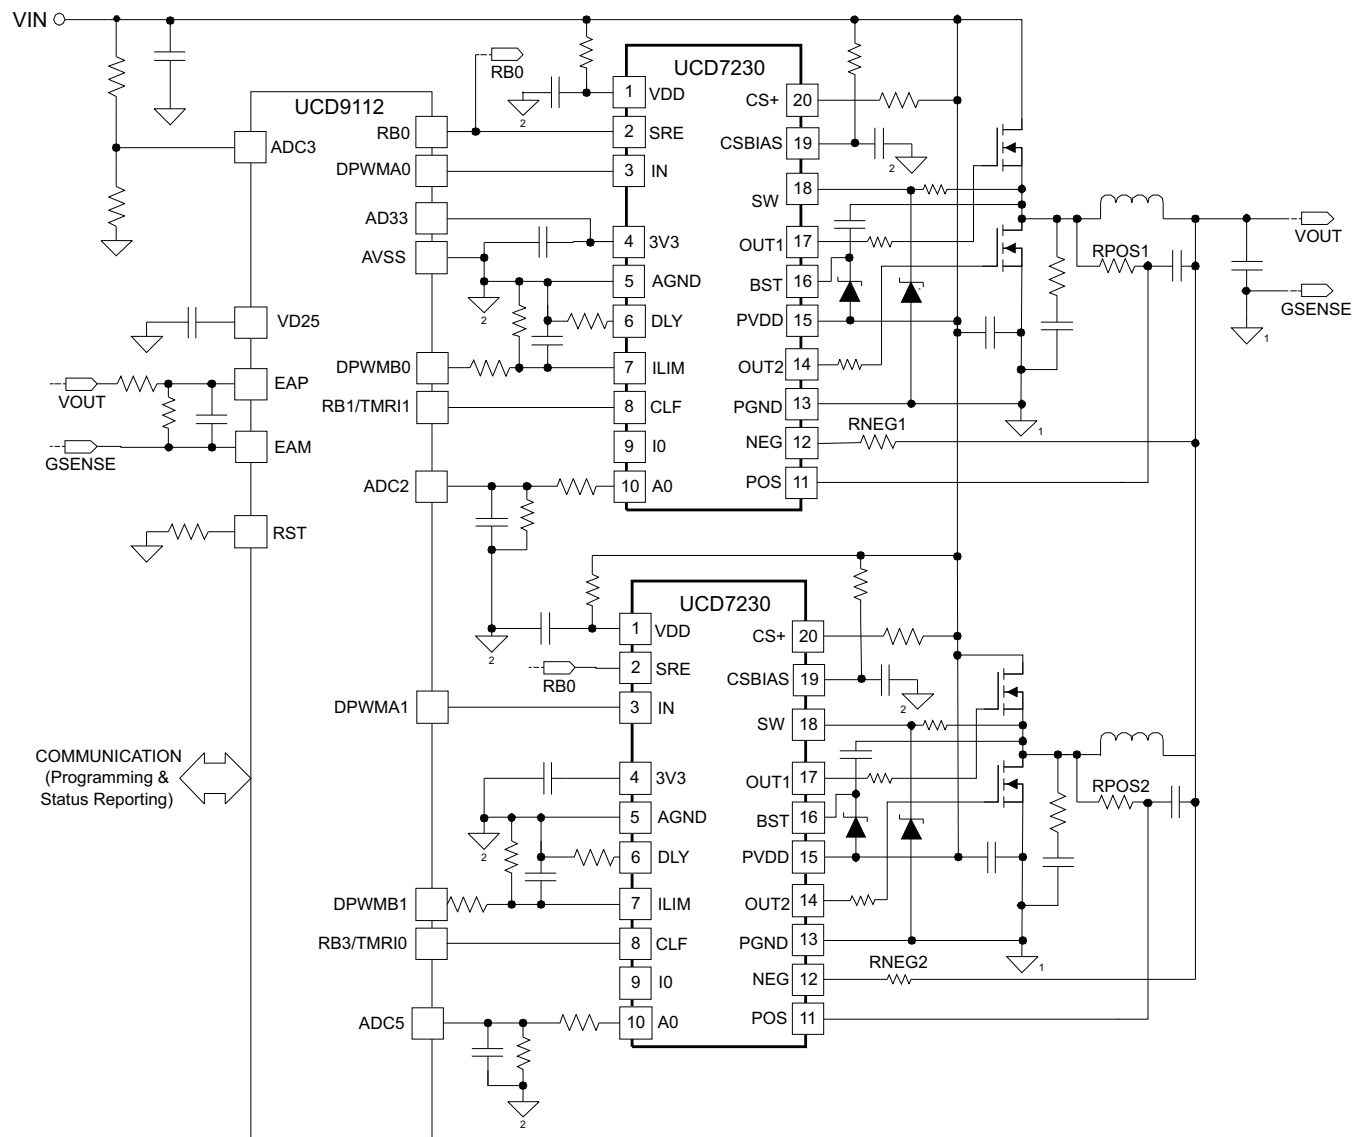 VIN
RB0
UCD7230
1 VDD
2 SRE
3 IN
4 3V3
5 AGND
6 DLY
7 ILIM
8 CLF
9 I0
10 A0
CS+ 20
CSBIAS 19
SW 18
OUT1 17
BST 16
PVDD 15
OUT2 14
PGND 13
NEG 12
POS 11
2
2
2
2
UCD9112
ADC3
VD25
EAP
EAM
RST
VOUT
GSENSE
RB0
DPWMA0
AD33
AVSS
DPWMB0
RB1/TMRI1
ADC2
DPWMA1
DPWMB1
RB3/TMRI0
ADC5
RPOS1
RNEG1
VOUT
GSENSE
1
1
COMMUNICATION
(Programming &
Status Reporting)
RB0
UCD7230
1 VDD
2 SRE
3 IN
4 3V3
5 AGND
6 DLY
7 ILIM
8 CLF
9 I0
10 A0
CS+ 20
CSBIAS 19
SW 18
OUT1 17
BST 16
PVDD 15
OUT2 14
PGND 13
NEG 12
POS 11
2
2
2
RPOS2
RNEG2
1